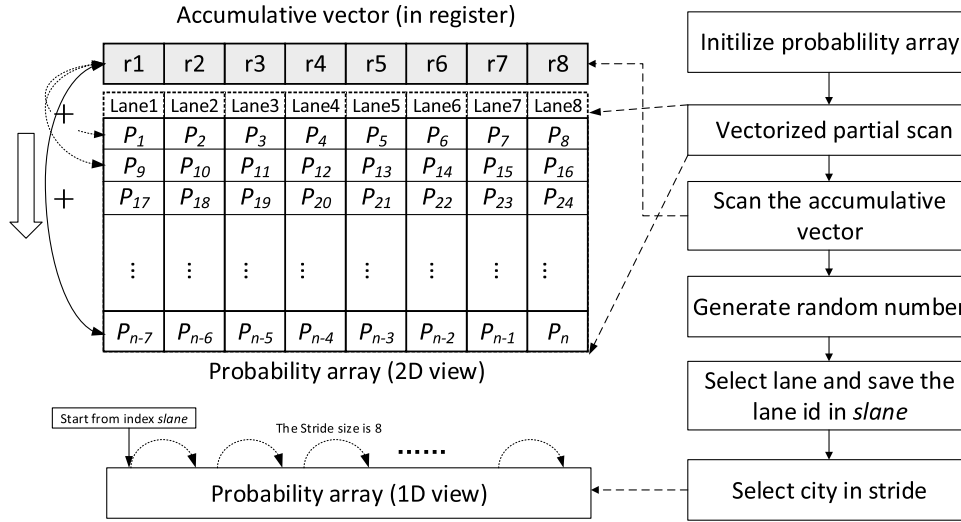 Accumulative vector (in register)
r1 r2 r3 r4 r5 r6 r7 r8
Lane1 Lane2 Lane3 Lane4 Lane5 Lane6 Lane7 Lane8
+
P1 P2 P3 P4 P5 P6 P7 P8
P9 P10 P11 P12 P13 P14 P15 P16
+
P17 P18 P19 P20 P21 P22 P23 P24
⋮ ⋮ ⋮ ⋮ ⋮ ⋮ ⋮ ⋮
Pn-7 Pn-6 Pn-5 Pn-4 Pn-3 Pn-2 Pn-1 Pn
Probability array (2D view)
Start from index slane
The Stride size is 8
......
Probability array (1D view)
Initilize probablility array
Vectorized partial scan
Scan the accumulative
vector
Generate random number
Select lane and save the
lane id in slane
Select city in stride